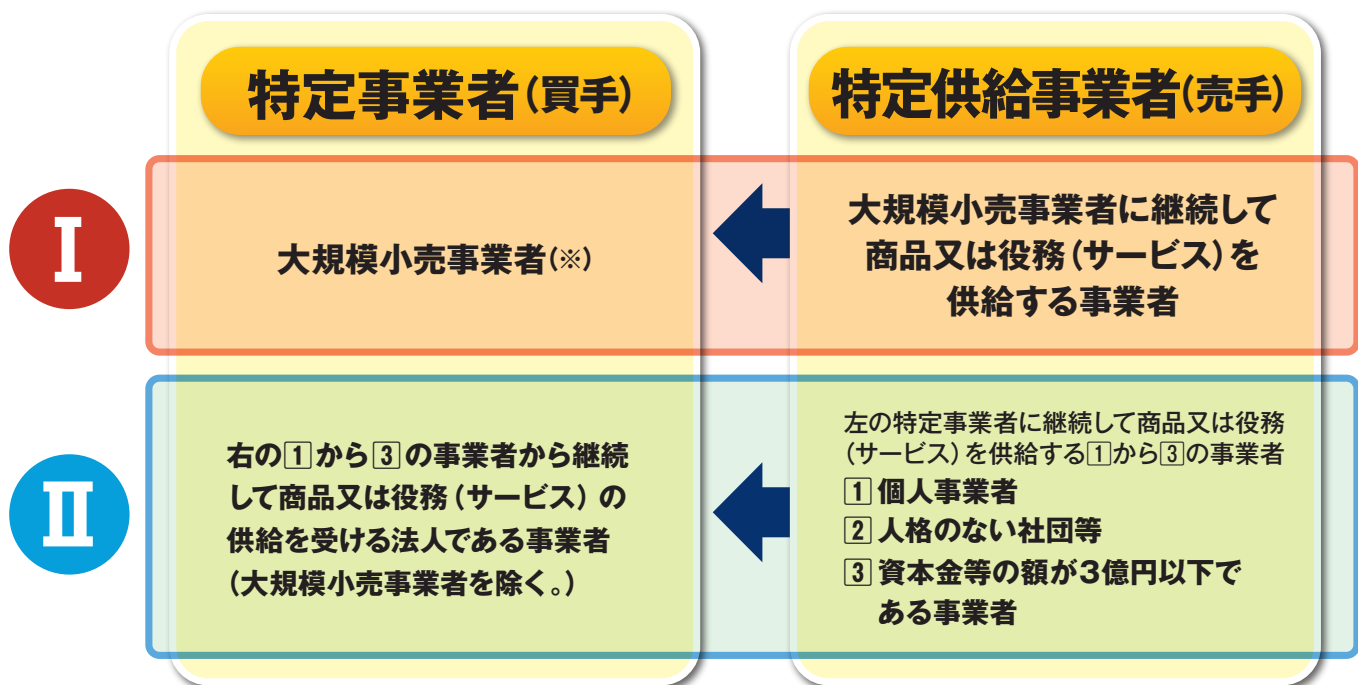 特定事業者(買手)
特定供給事業者(売手)
Ⅰ
大規模小売事業者(※)
大規模小売事業者に継続して
商品又は役務(サービス)を
供給する事業者
Ⅱ
右の1から3の事業者から継続
して商品又は役務(サービス)の
供給を受ける法人である事業者
(大規模小売事業者を除く。)
左の特定事業者に継続して商品又は役務
(サービス)を供給する1から3の事業者
1個人事業者
2人格のない社団等
3資本金等の額が3億円以下で
ある事業者